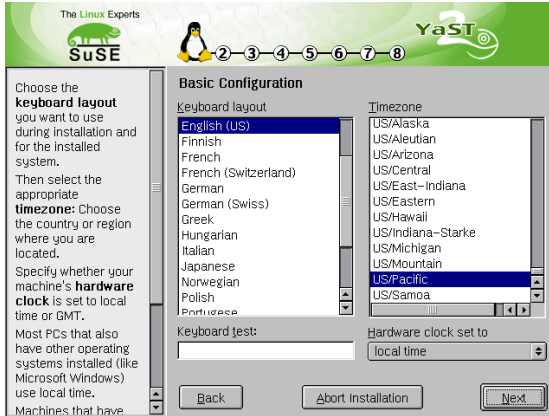 The Linux Experts
SuSE
2 3 4 5 6 7 8
YaST2
Choose the
keyboard layout
you want to use
during installation and
for the installed
system.
Then select the
appropriate
timezone: Choose
the country or region
where you are
located.
Specify whether your
machine's hardware
clock is set to local
time or GMT.
Most PCs that also
have other operating
systems installed (like
Microsoft Windows)
use local time.
Machines that have
Basic Configuration
Keyboard layout
English (US)
Finnish
French
French (Switzerland)
German
German (Swiss)
Greek
Hungarian
Italian
Japanese
Norwegian
Polish
Portugese
Keyboard test:
Timezone
US/Alaska
US/Aleutian
US/Arizona
US/Central
US/East-Indiana
US/Eastern
US/Hawaii
US/Indiana-Starke
US/Michigan
US/Mountain
US/Pacific
US/Samoa
Hardware clock set to
local time
Back
Abort Installation
Next